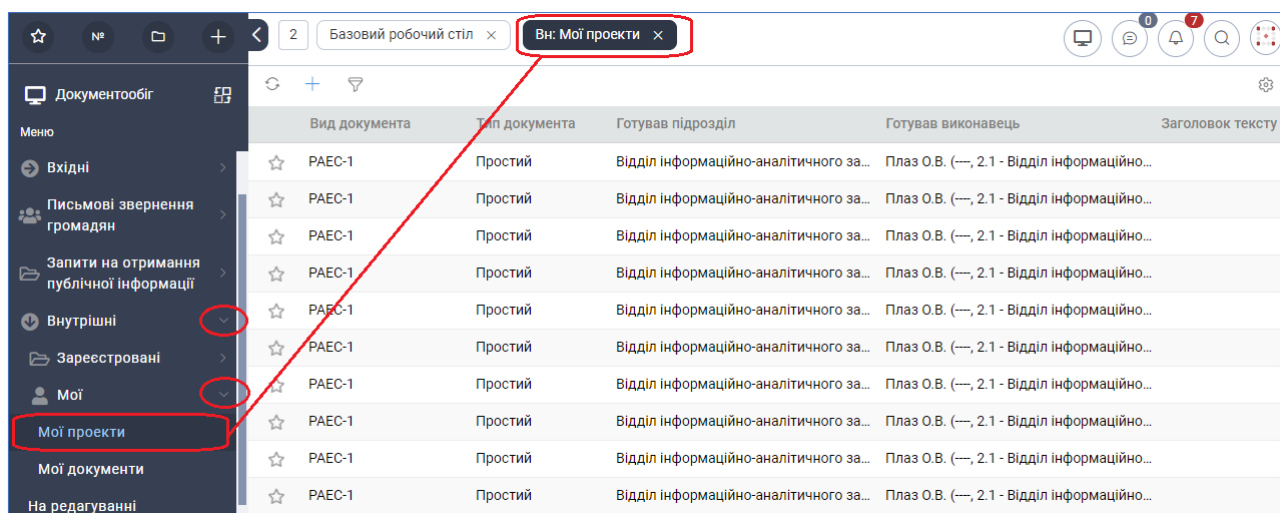 №
2
Базовий робочий стіл ×
Вн: Мої проекти ×
0
7
Документообіг
Меню
Вхідні
Письмові звернення
громадян
Запити на отримання
публічної інформації
Внутрішні
Зареєстровані
Мої
Мої проекти
Мої документи
На редагуванні
Вид документа Тип документа Готував підрозділ Готував виконавець Заголовок тексту
РАЕС-1 Простий Відділ інформаційно-аналітичного за... Плаз О.В. (---, 2.1 - Відділ інформаційно...
РАЕС-1 Простий Відділ інформаційно-аналітичного за... Плаз О.В. (---, 2.1 - Відділ інформаційно...
РАЕС-1 Простий Відділ інформаційно-аналітичного за... Плаз О.В. (---, 2.1 - Відділ інформаційно...
РАЕС-1 Простий Відділ інформаційно-аналітичного за... Плаз О.В. (---, 2.1 - Відділ інформаційно...
РАЕС-1 Простий Відділ інформаційно-аналітичного за... Плаз О.В. (---, 2.1 - Відділ інформаційно...
РАЕС-1 Простий Відділ інформаційно-аналітичного за... Плаз О.В. (---, 2.1 - Відділ інформаційно...
РАЕС-1 Простий Відділ інформаційно-аналітичного за... Плаз О.В. (---, 2.1 - Відділ інформаційно...
РАЕС-1 Простий Відділ інформаційно-аналітичного за... Плаз О.В. (---, 2.1 - Відділ інформаційно...
РАЕС-1 Простий Відділ інформаційно-аналітичного за... Плаз О.В. (---, 2.1 - Відділ інформаційно...
РАЕС-1 Простий Відділ інформаційно-аналітичного за... Плаз О.В. (---, 2.1 - Відділ інформаційно...